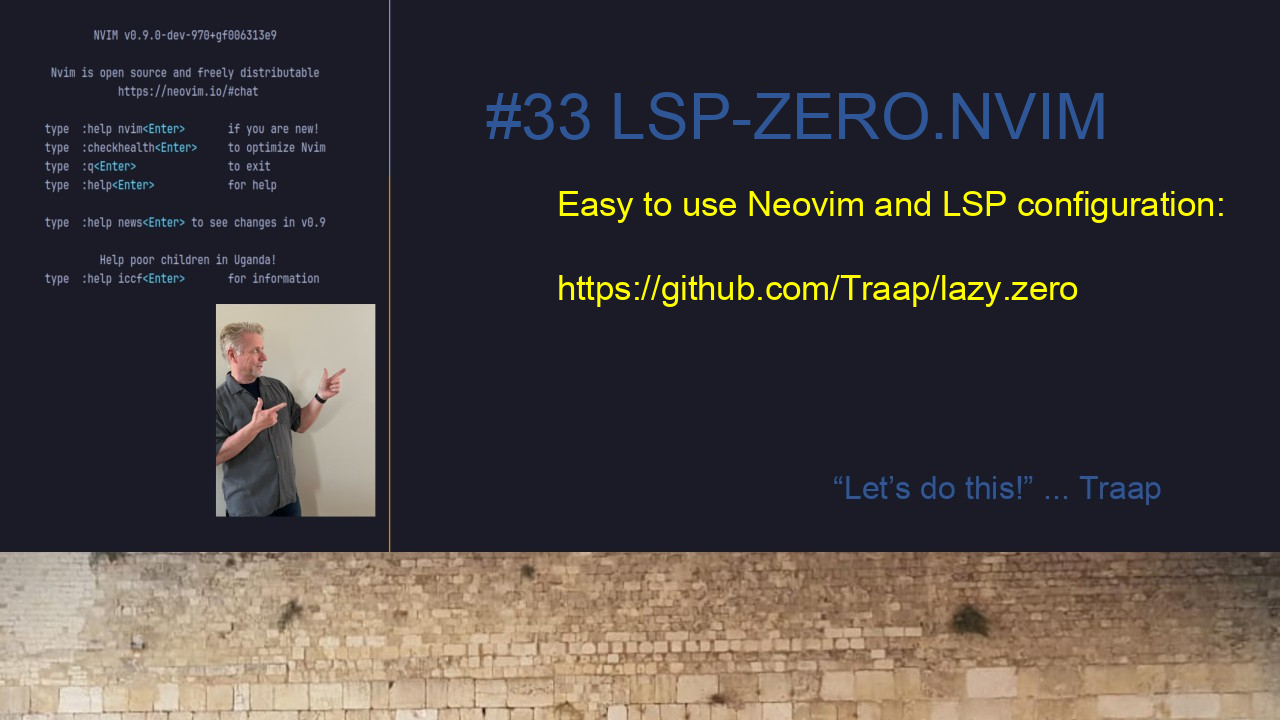 NVIM v0.9.0-dev-970+gf006313e9
Nvim is open source and freely distributable
https://neovim.io/#chat
type :help nvim<Enter> if you are new!
type :checkhealth<Enter> to optimize Nvim
type :q<Enter> to exit
type :help<Enter> for help
type :help news<Enter> to see changes in v0.9
Help poor children in Uganda!
type :help iccf<Enter> for information
#33 LSP-ZERO.NVIM
Easy to use Neovim and LSP configuration:
https://github.com/Traap/lazy.zero
“Let’s do this!” ... Traap